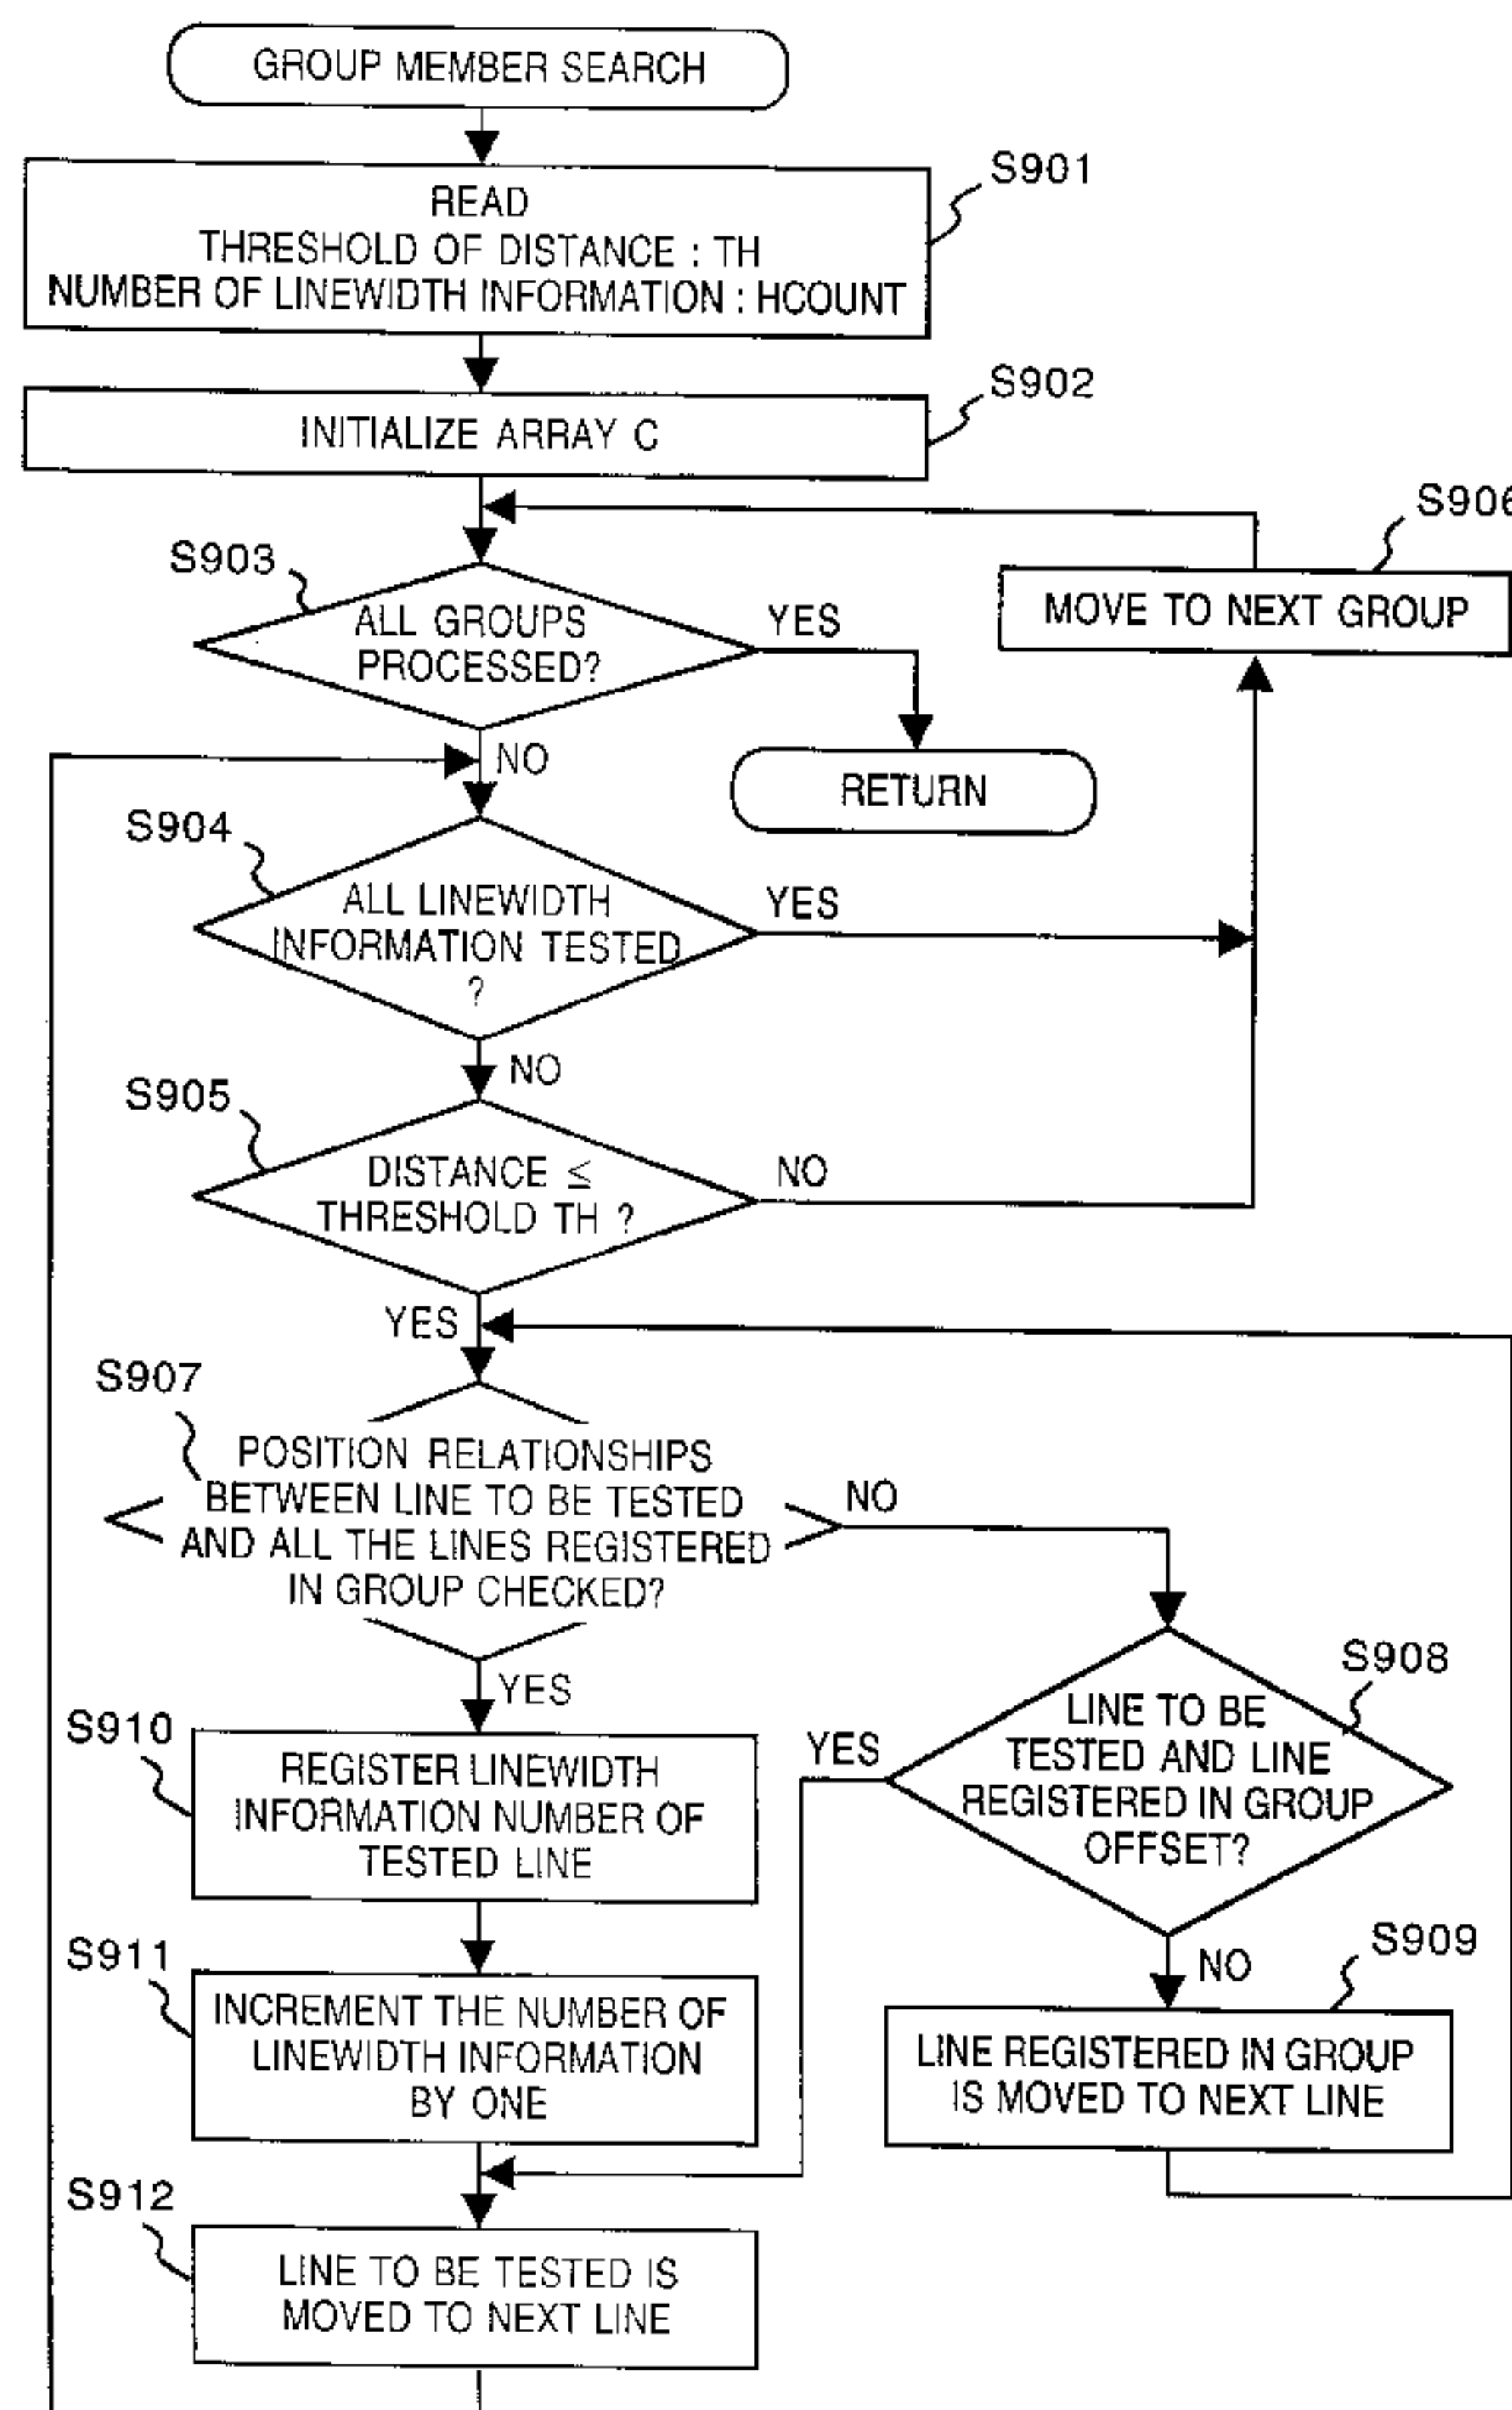 GROUP MEMBER SEARCH
S901
READ
THRESHOLD OF DISTANCE : TH
NUMBER OF LINEWIDTH INFORMATION : HCOUNT
S902
INITIALIZE ARRAY C
S906
MOVE TO NEXT GROUP
S903
ALL GROUPS
PROCESSED?
YES
NO
RETURN
S904
ALL LINEWIDTH
INFORMATION TESTED
?
YES
NO
S905
DISTANCE ≤
THRESHOLD TH ?
NO
YES
S907
POSITION RELATIONSHIPS
BETWEEN LINE TO BE TESTED
AND ALL THE LINES REGISTERED
IN GROUP CHECKED?
NO
YES
S908
LINE TO BE
TESTED AND LINE
REGISTERED IN GROUP
OFFSET?
YES
NO
S910
REGISTER LINEWIDTH
INFORMATION NUMBER OF
TESTED LINE
S909
LINE REGISTERED IN GROUP
IS MOVED TO NEXT LINE
S911
INCREMENT THE NUMBER OF
LINEWIDTH INFORMATION
BY ONE
S912
LINE TO BE TESTED IS
MOVED TO NEXT LINE